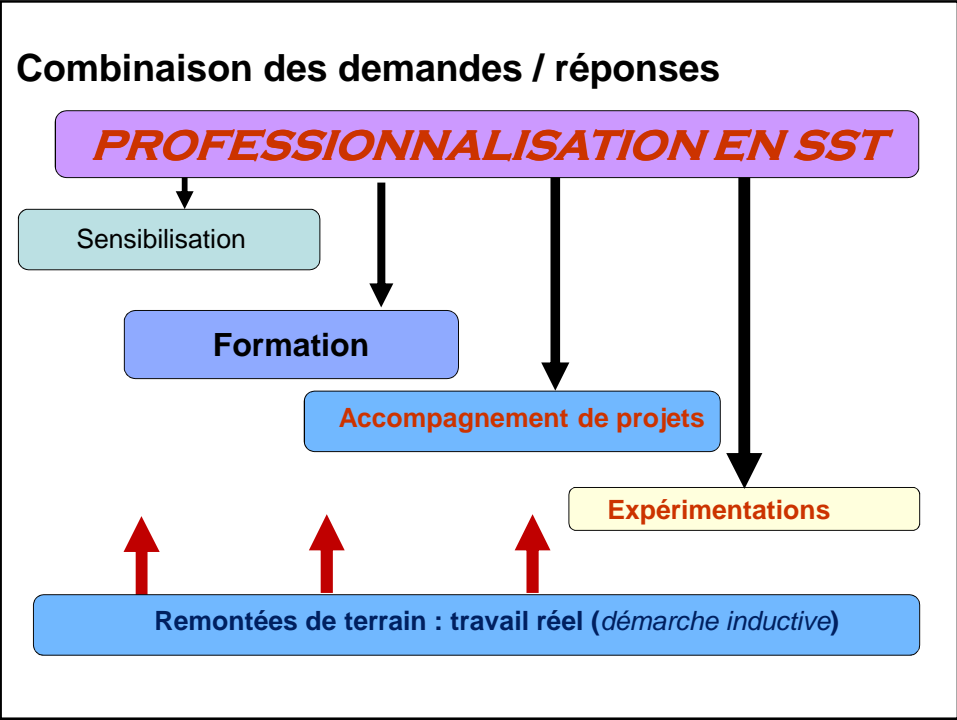 Combinaison des demandes / réponses
PROFESSIONNALISATION EN SST
Sensibilisation
Formation
Accompagnement de projets
Expérimentations
Remontées de terrain : travail réel (démarche inductive)